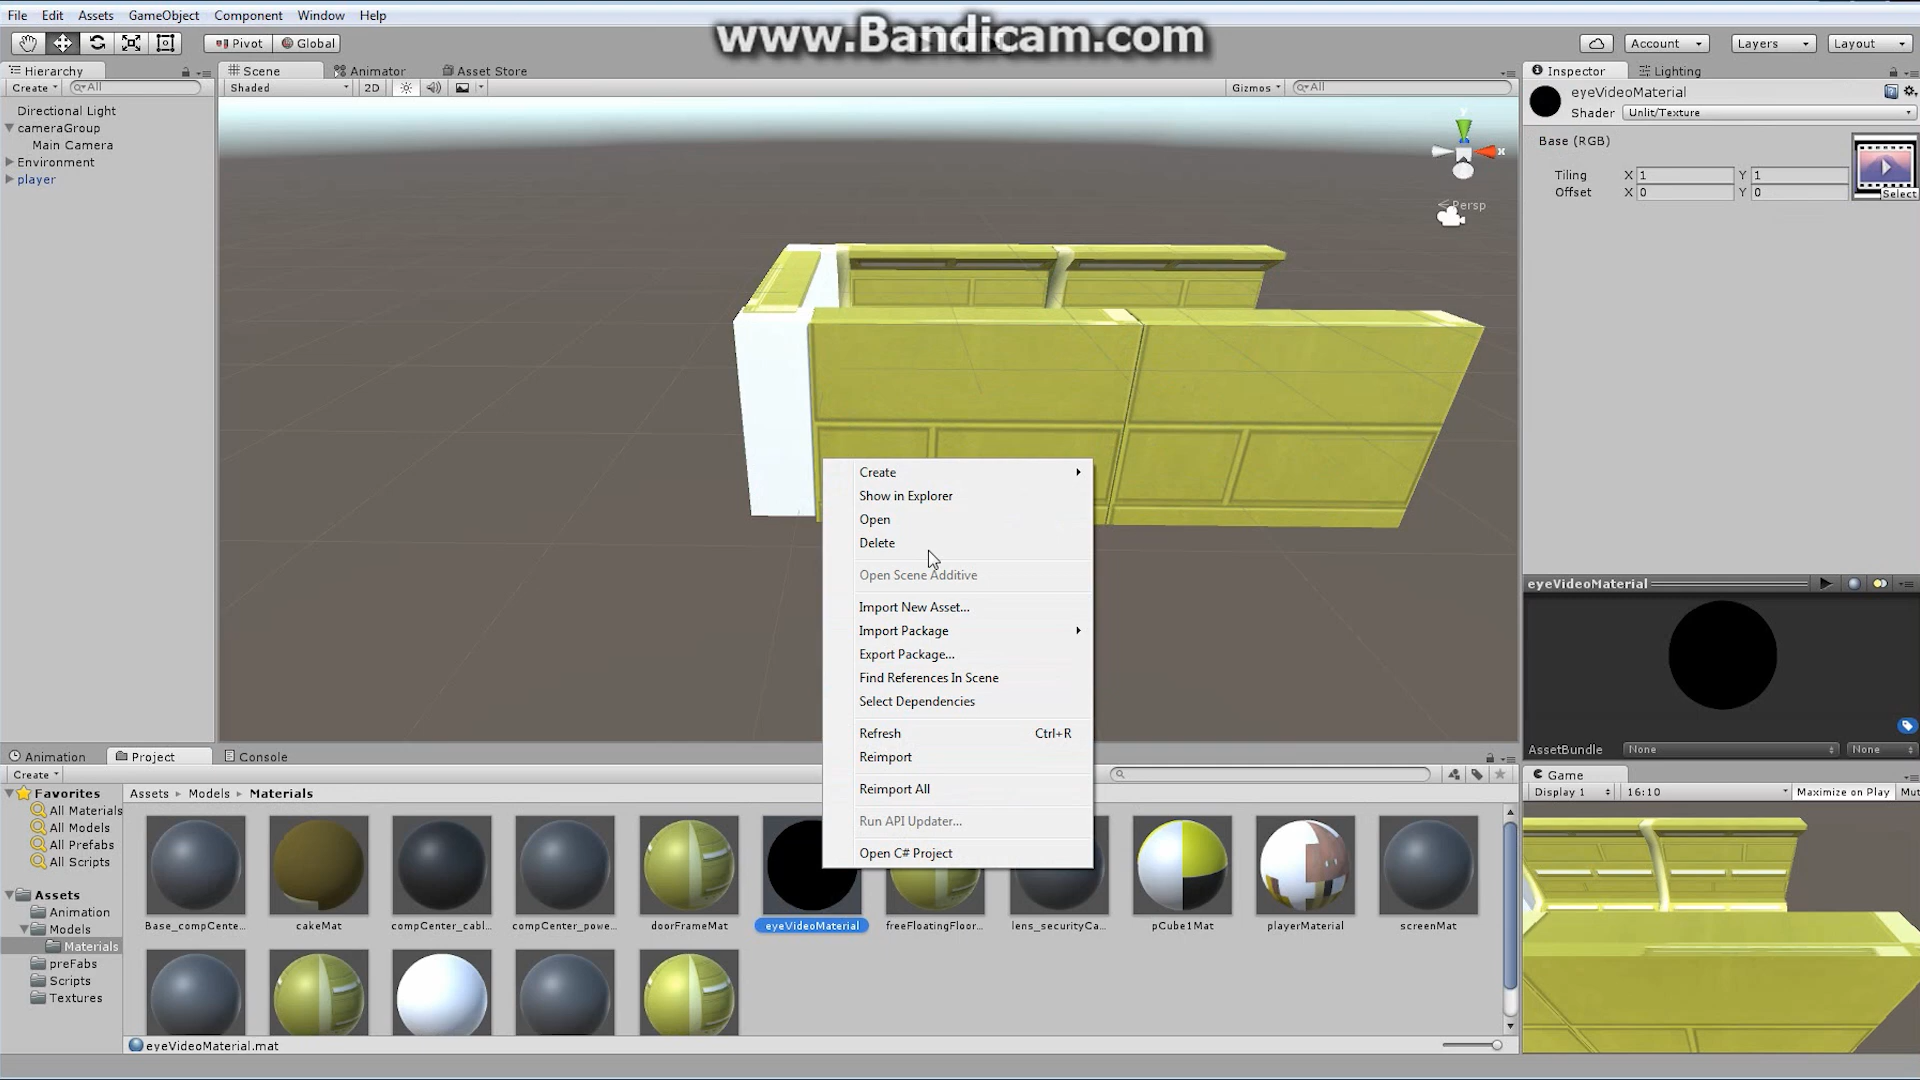 File Edit Assets GameObject Component Window Help
www.Bandicam.com
Pivot Global
Account Layers Layout
Hierarchy
Create All
Directional Light
cameraGroup
Main Camera
Environment
player
Scene Animator Asset Store
Shaded 2D Gizmos All
Y
x
Persp
Inspector Lighting
eyeVideoMaterial
Shader Unlit/Texture
Base (RGB)
Tiling X 1 Y 1
Offset X 0 Y 0
Select
Create
Show in Explorer
Open
Delete
Open Scene Additive
Import New Asset...
Import Package
Export Package...
Find References In Scene
Select Dependencies
Refresh Ctrl+R
Reimport
Reimport All
Run API Updater...
Open C# Project
eyeVideoMaterial
AssetBundle None None
Game
Display 1 16:10 Maximize on Play Mut
Animation Project Console
Create
Favorites
All Materials
All Models
All Prefabs
All Scripts
Assets
Animation
Models
Materials
preFabs
Scripts
Textures
Assets Models Materials
Base_compCente... cakeMat compCenter_cabl... compCenter_powe... doorFrameMat eyeVideoMaterial freeFloatingFloor... lens_securityCa... pCube1Mat playerMaterial screenMat
eyeVideoMaterial.mat